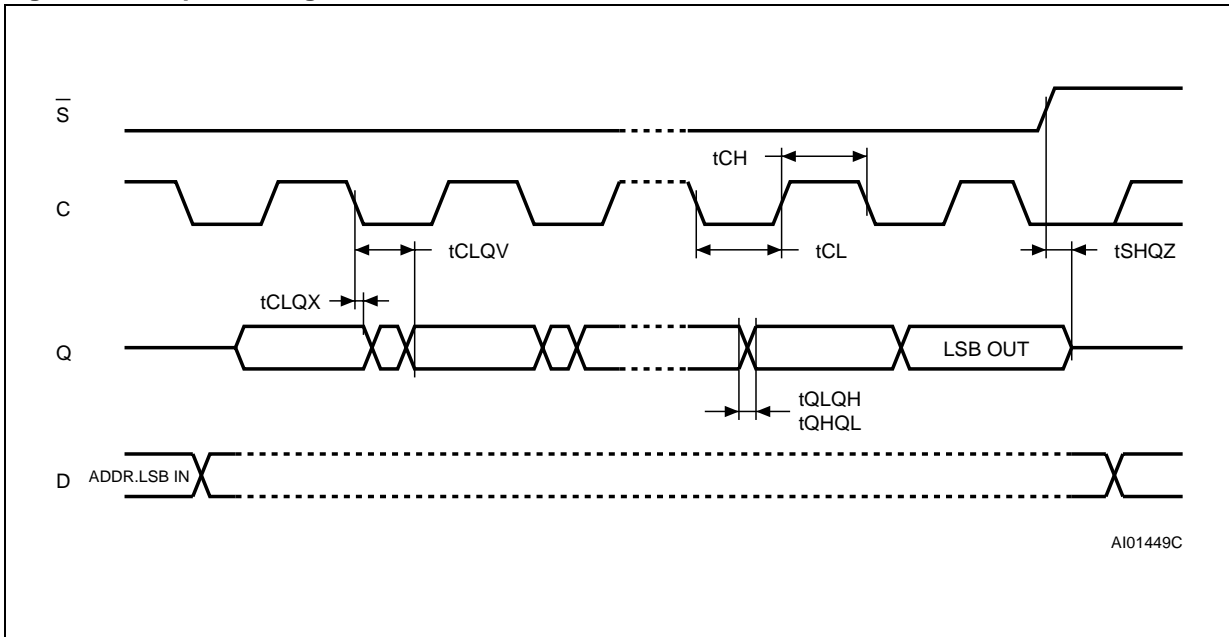 S̅
tCH
C
tCLQV
tCL
tSHQZ
tCLQX
Q
LSB OUT
tQLQH
tQHQL
D
ADDR.LSB IN
AI01449C